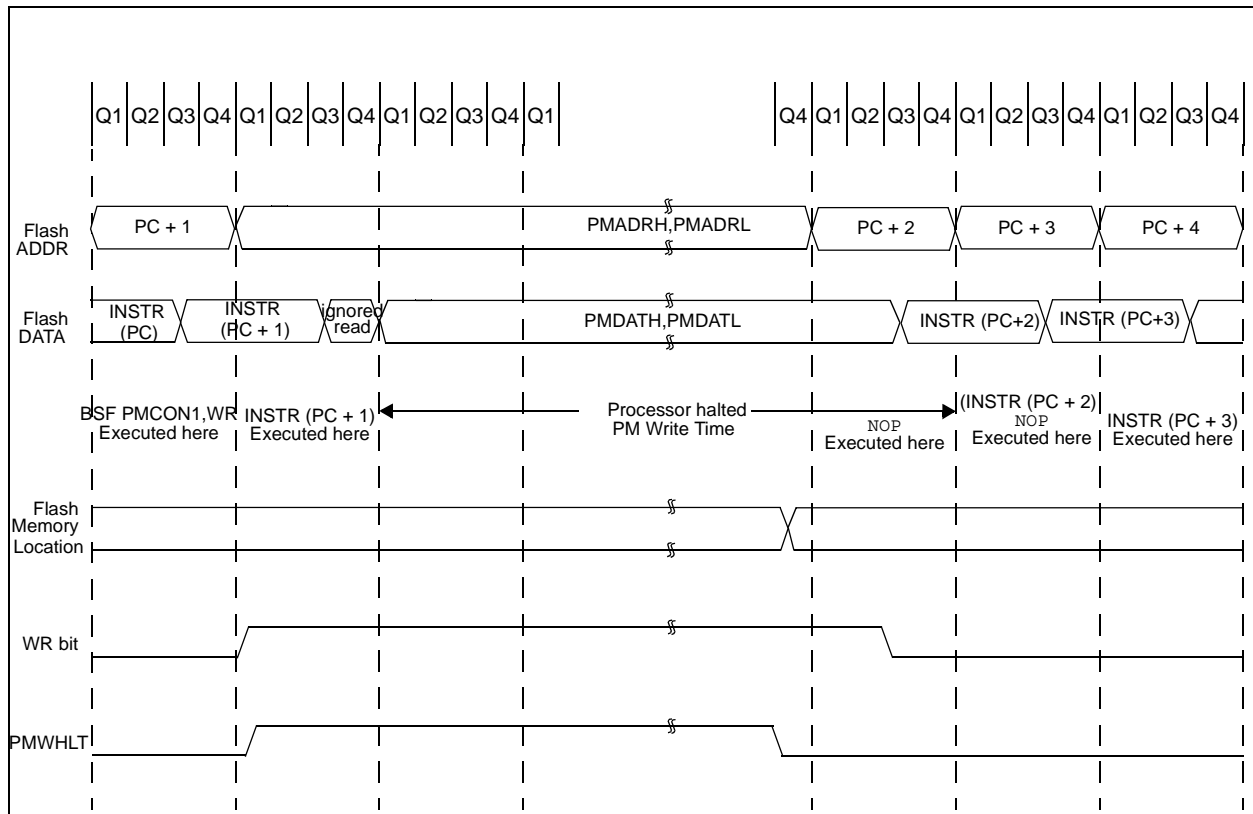 Q1 Q2 Q3 Q4 Q1 Q2 Q3 Q4 Q1 Q2 Q3 Q4 Q1 Q4 Q1 Q2 Q3 Q4 Q1 Q2 Q3 Q4 Q1 Q2 Q3 Q4
Flash
ADDR
PC + 1
PMADRH,PMADRL
PC + 2
PC + 3
PC + 4
Flash
DATA
INSTR
(PC)
INSTR
(PC + 1)
ignored
read
PMDATH,PMDATL
INSTR (PC+2)
INSTR (PC+3)
BSF PMCON1,WR
Executed here
INSTR (PC + 1)
Executed here
Processor halted
PM Write Time
NOP
Executed here
(INSTR (PC + 2)
NOP
Executed here
INSTR (PC + 3)
Executed here
Flash
Memory
Location
WR bit
PMWHLT